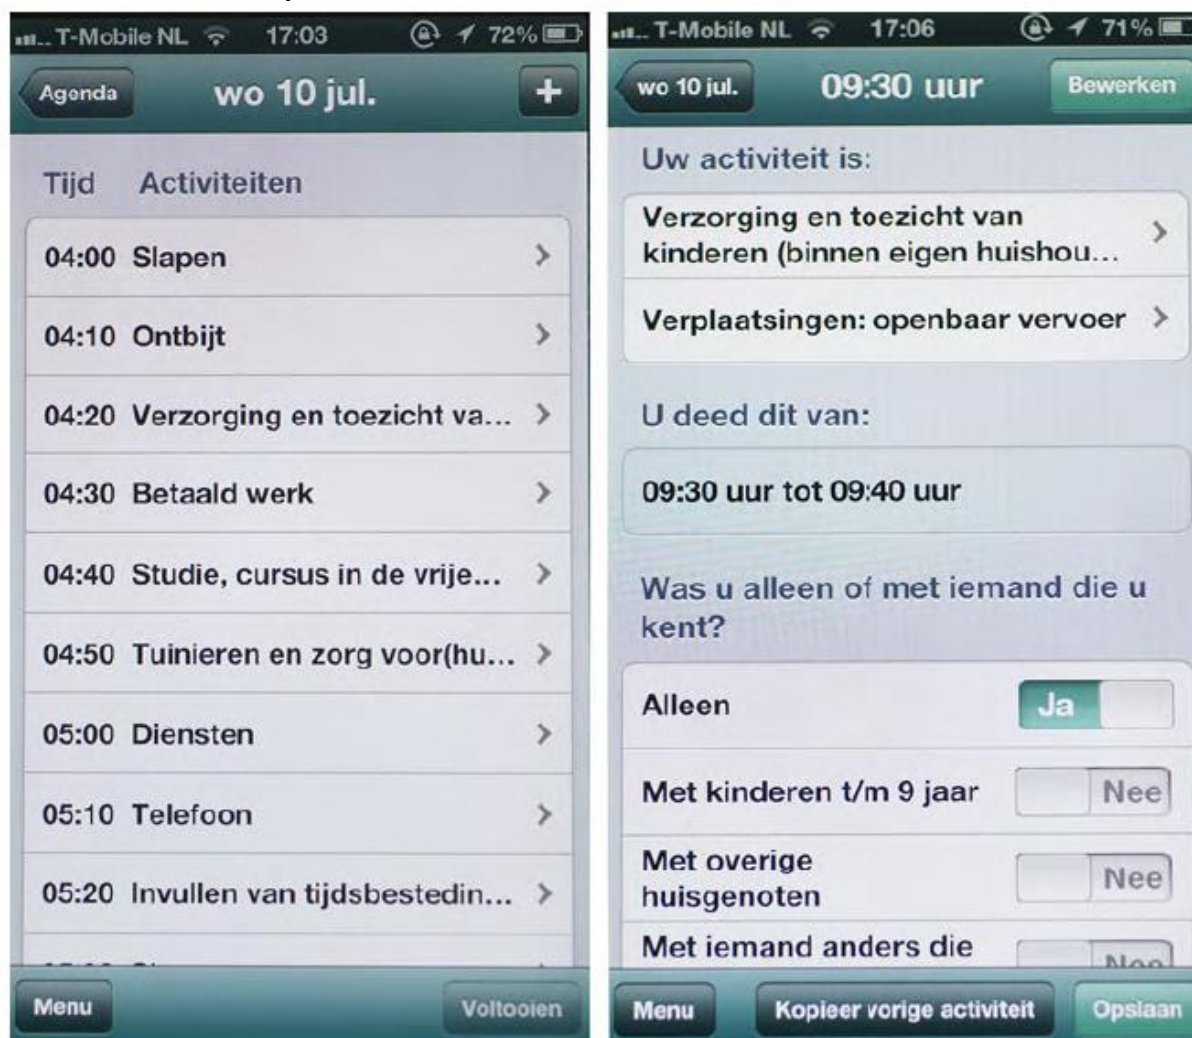 T-Mobile NL 17:03 72%
Agenda wo 10 jul. +
Tijd Activiteiten
04:00 Slapen
04:10 Ontbijt
04:20 Verzorging en toezicht va...
04:30 Betaald werk
04:40 Studie, cursus in de vrije...
04:50 Tuinieren en zorg voor(hu...
05:00 Diensten
05:10 Telefoon
05:20 Invullen van tijdsbestedin...
Menu Voltooien
T-Mobile NL 17:06 71%
wo 10 jul. 09:30 uur Bewerken
Uw activiteit is:
Verzorging en toezicht van
kinderen (binnen eigen huishou...
Verplaatsingen: openbaar vervoer
U deed dit van:
09:30 uur tot 09:40 uur
Was u alleen of met iemand die u
kent?
Alleen Ja
Met kinderen t/m 9 jaar Nee
Met overige
huisgenoten Nee
Met iemand anders die
Nee
Menu Kopieer vorige activiteit Opslaan